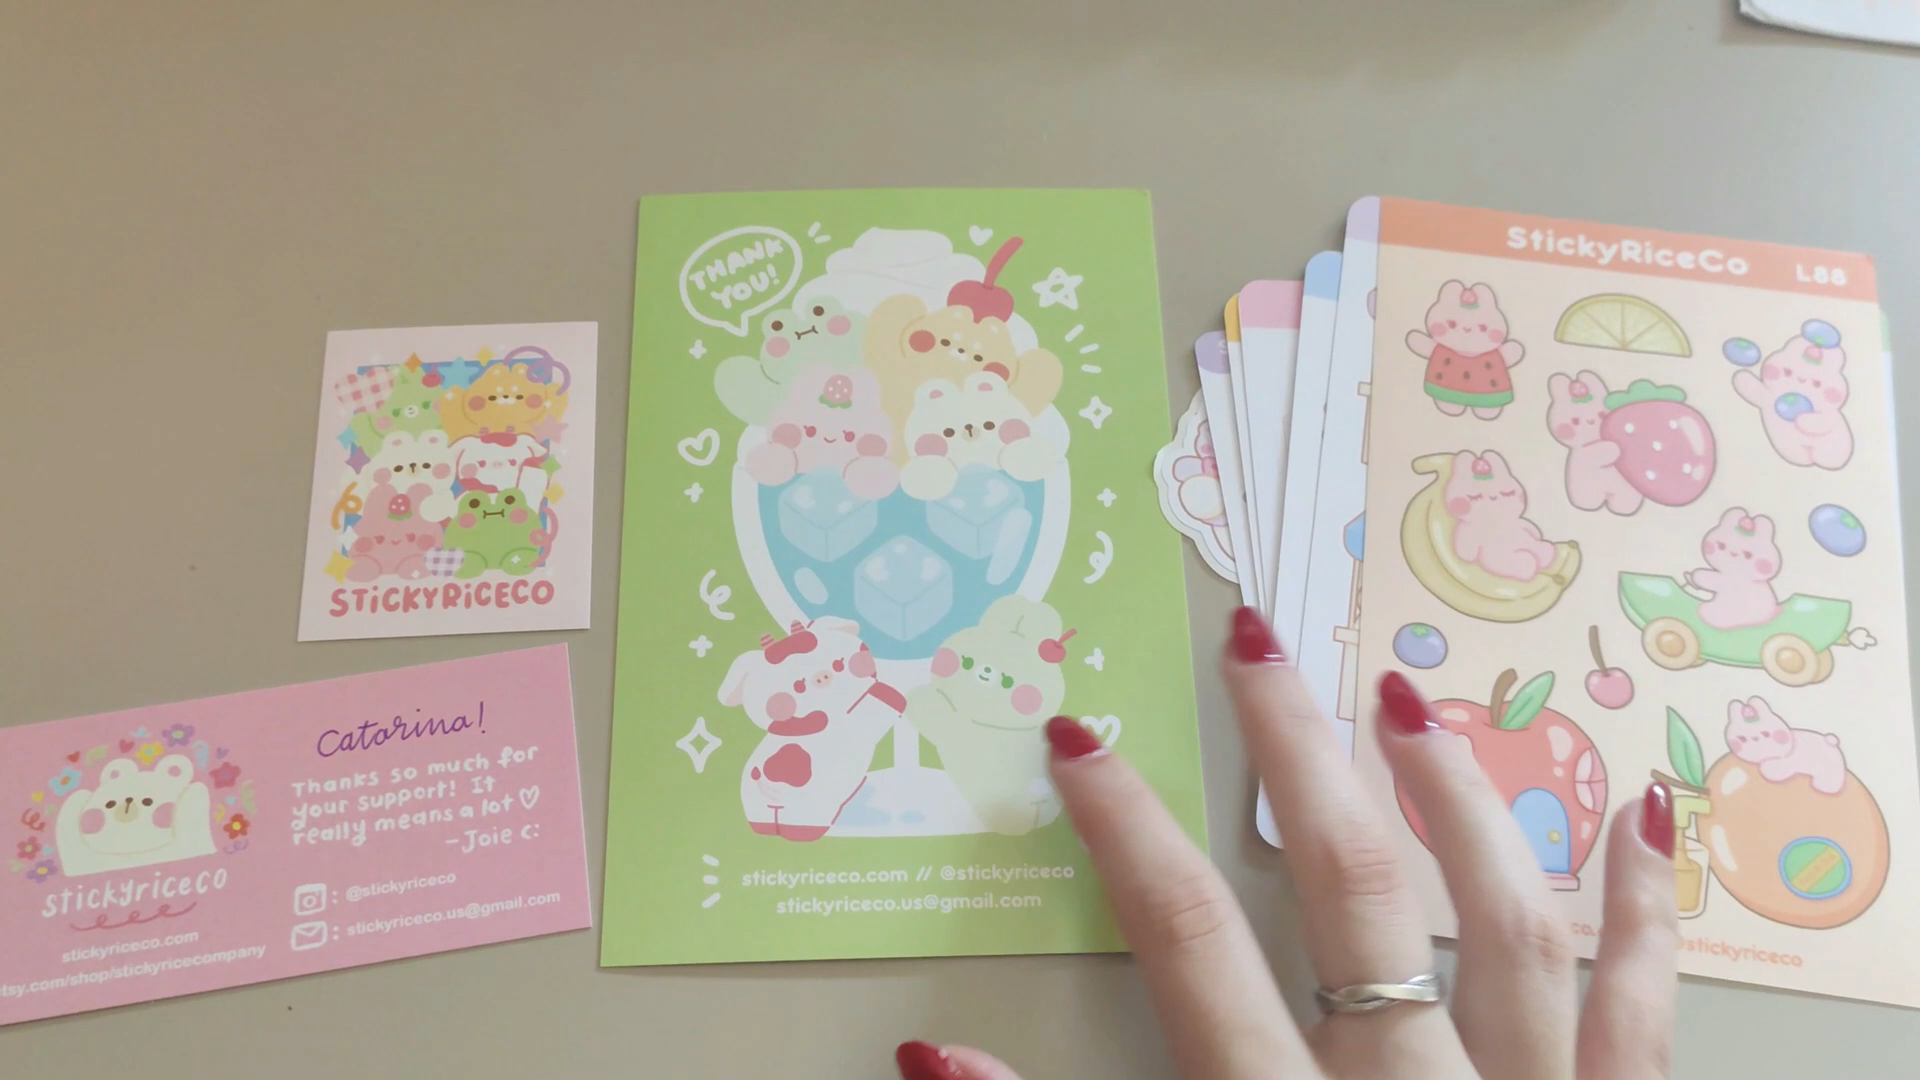 STICKYRICECO
Catarina!
Thanks so much for
your support! It
really means a lot ♡
-Joie c:
stickyriceco
: @stickyriceco
: stickyriceco.us@gmail.com
stickyriceco.com
tsy.com/shop/stickyricecompany
THANK
YOU!
stickyriceco.com // @stickyriceco
stickyriceco.us@gmail.com
StickyRiceCo L88
@stickyriceco